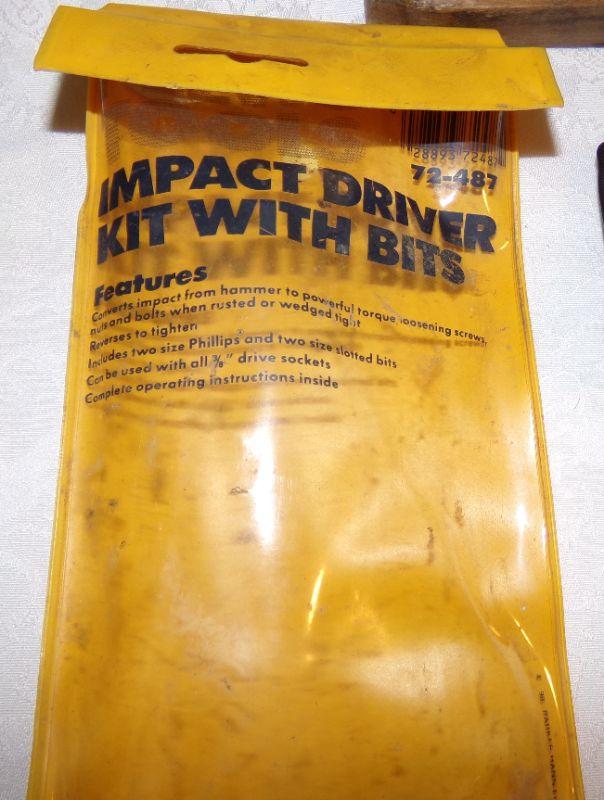 28893 72487
72-487
IMPACT DRIVER
KIT WITH BITS
Features
Converts impact from hammer to powerful torque, loosening screws,
nuts and bolts when rusted or wedged tight
Reverses to tighten
Includes two size Phillips® and two size slotted bits
Can be used with all 3/8" drive sockets
Complete operating instructions inside